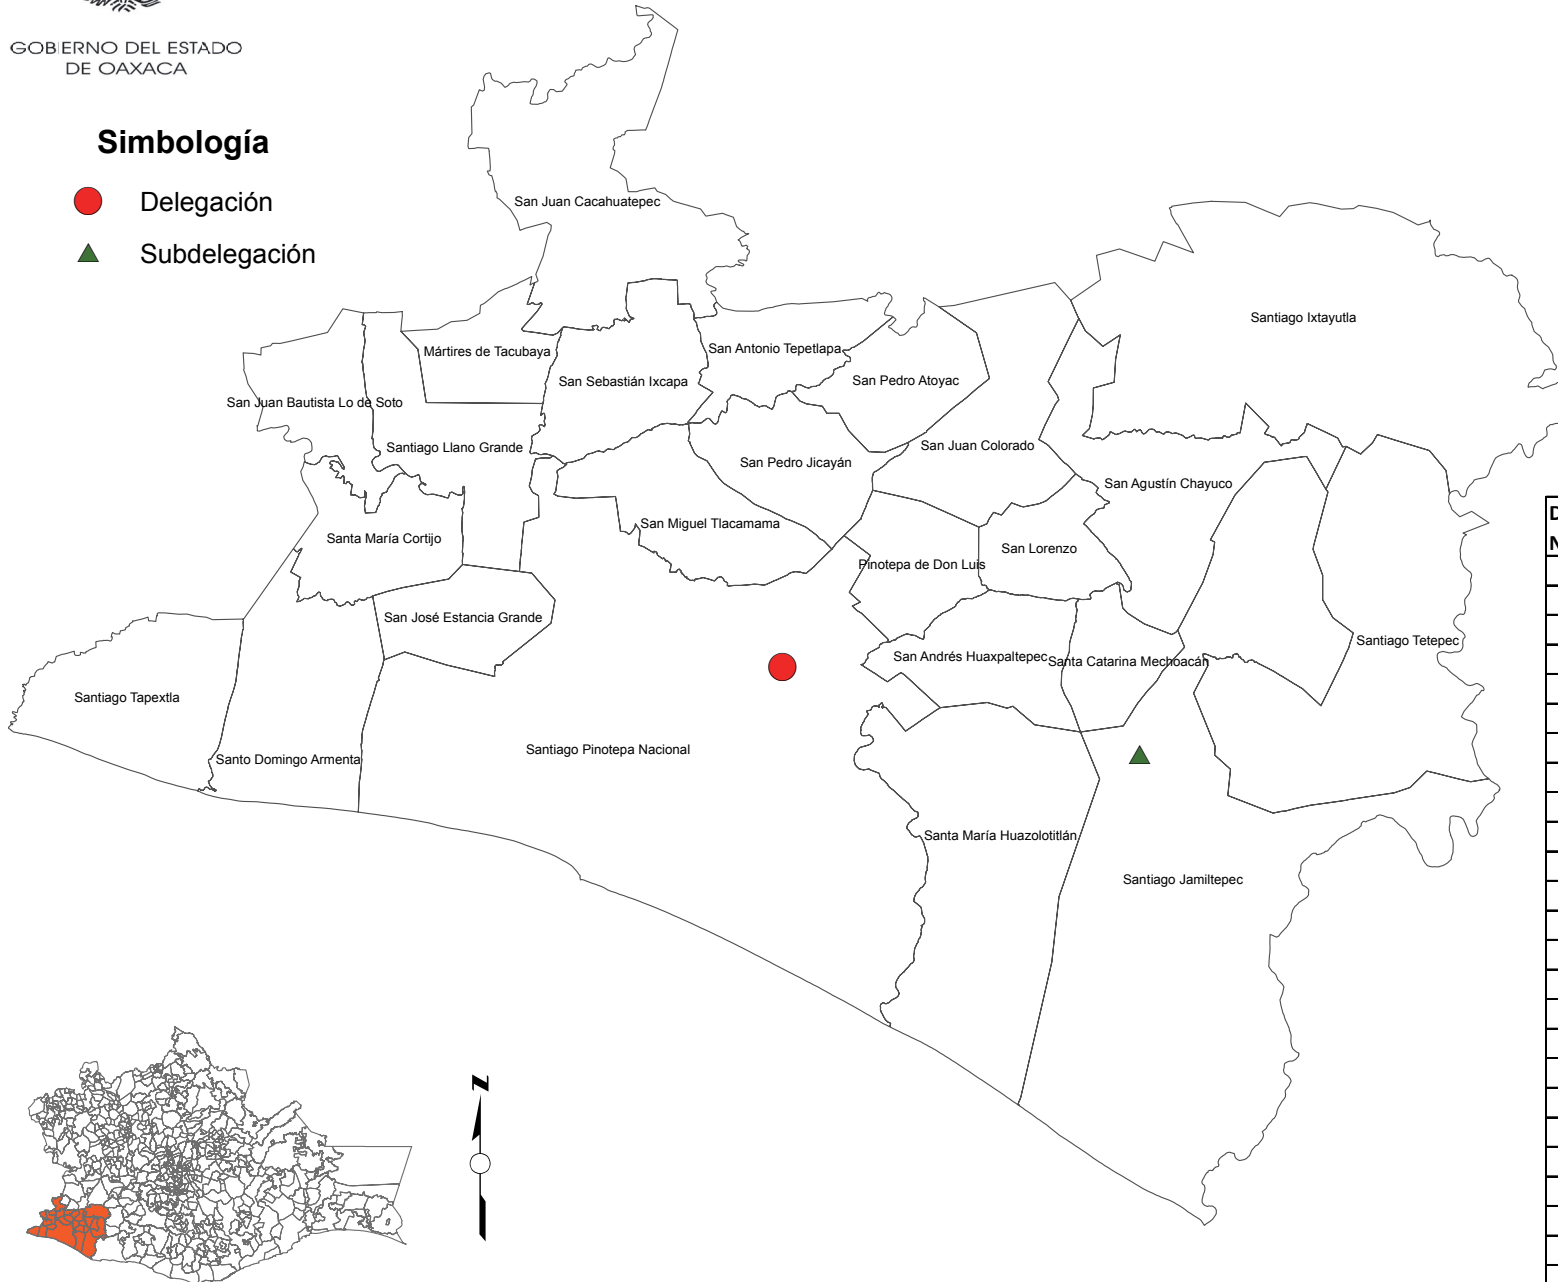 GOBIERNO DEL ESTADO
DE OAXACA
Simbología
Delegación
Subdelegación
San Juan Cacahuatepec
Santiago Ixtayutla
Mártires de Tacubaya
San Antonio Tepetlapa
San Sebastián Ixcapa
San Pedro Atoyac
San Juan Bautista Lo de Soto
Santiago Llano Grande
San Juan Colorado
San Pedro Jicayán
San Agustín Chayuco
San Miguel Tlacamama
Santa María Cortijo
San Lorenzo
Pinotepa de Don Luis
San José Estancia Grande
Santiago Tetepec
San Andrés Huaxpaltepec
Santa Catarina Mechoacán
Santiago Tapextla
Santiago Pinotepa Nacional
Santo Domingo Armenta
Santa María Huazolotitlán
Santiago Jamiltepec
N